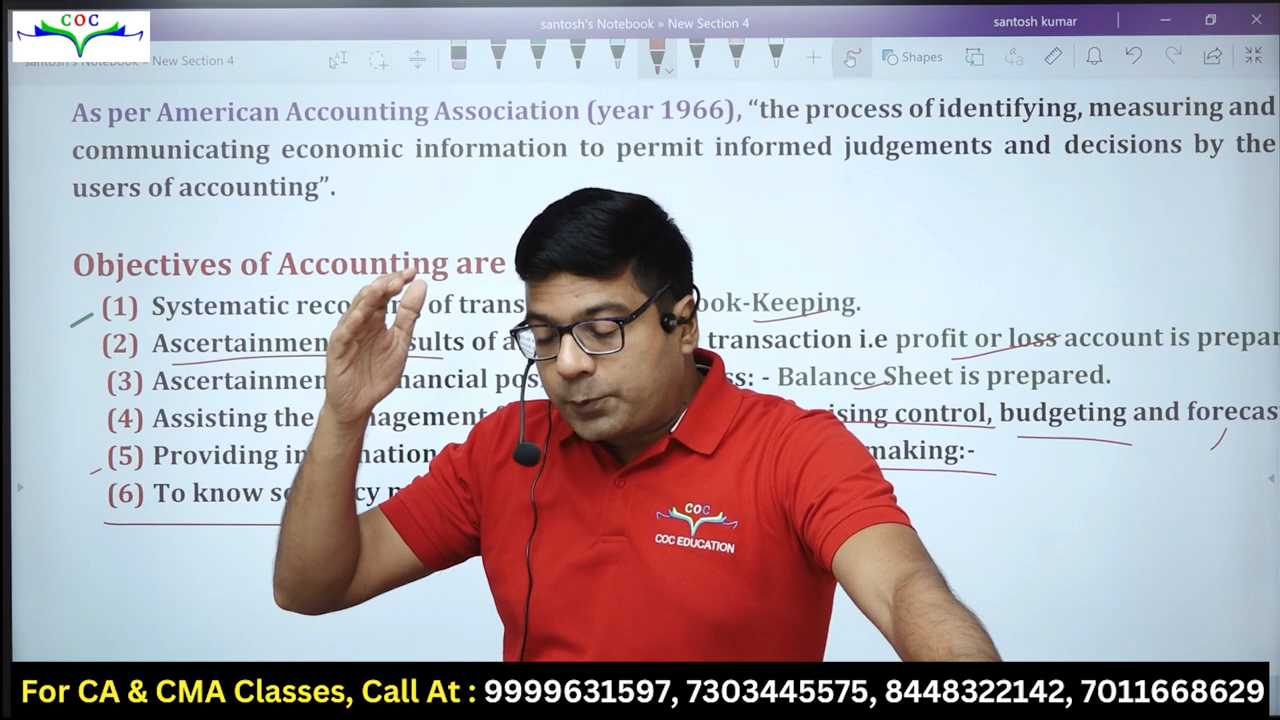 COC
santosh's Notebook » New Section 4
santosh kumar
santosh's Notebook » New Section 4
Shapes
As per American Accounting Association (year 1966), “the process of identifying, measuring and
communicating economic information to permit informed judgements and decisions by the
users of accounting”.
Objectives of Accounting are
(1) Systematic of ook-Keeping.
(2) Ascertainmen sults of a transaction i.e profit or loss account is prepar
(3) Ascertainmen nancial pos ss: - Balance Sheet is prepared.
(4) Assisting the nagement ising control, budgeting and forecas
(5) Providing in mation making:-
(6) To know cy
COC
COC EDUCATION
For CA & CMA Classes, Call At : 9999631597, 7303445575, 8448322142, 7011668629